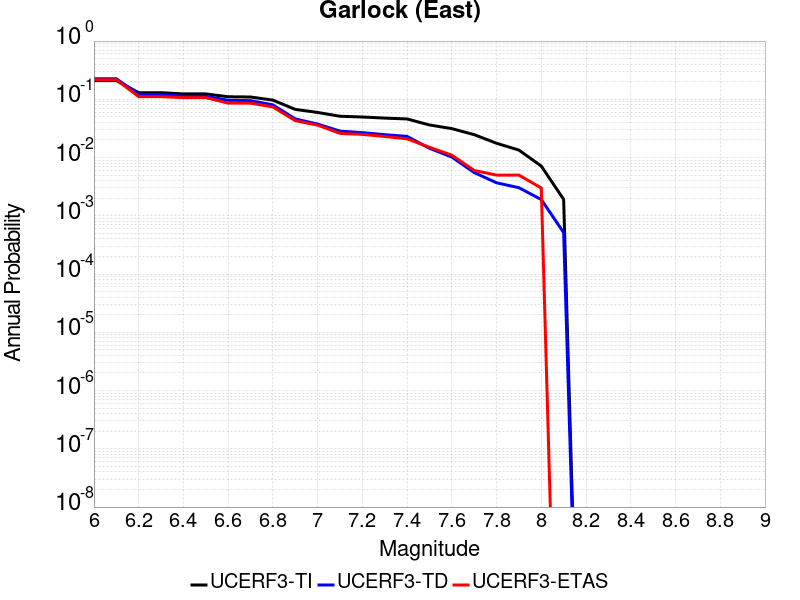 Garlock (East)
Annual Probability
10^0
10^-1
10^-2
10^-3
10^-4
10^-5
10^-6
10^-7
10^-8
6 6.2 6.4 6.6 6.8 7 7.2 7.4 7.6 7.8 8 8.2 8.4 8.6 8.8 9
Magnitude
UCERF3-TI UCERF3-TD UCERF3-ETAS